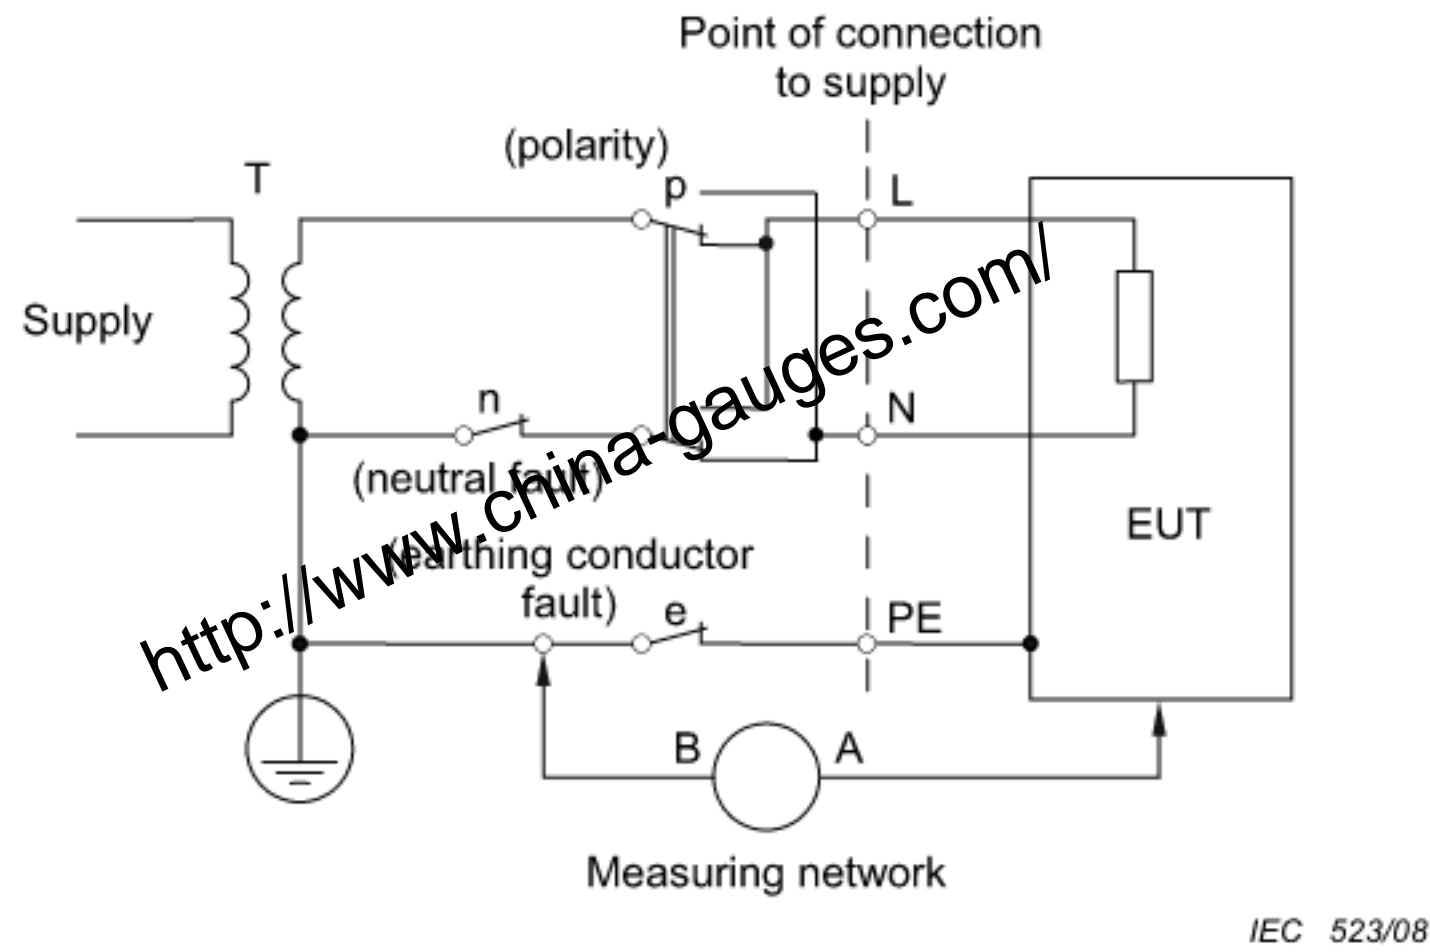 Point of connection
to supply
(polarity)
T
p
L
Supply
n
N
(neutral fault)
http://www.china-gauges.com/
EUT
(earthing conductor
fault)
e
PE
B
A
Measuring network
IEC 523/08